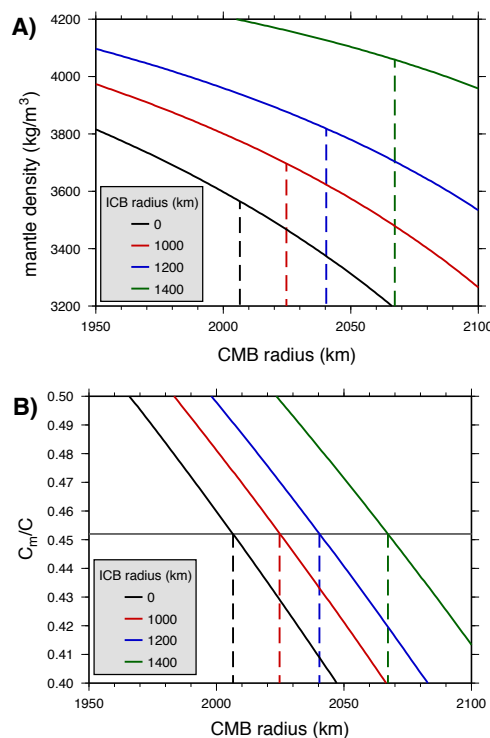 A)
4200
4000
3800
3600
3400
3200
mantle density (kg/m³)
ICB radius (km)
0
1000
1200
1400
1950 2000 2050 2100
CMB radius (km)
B)
0.50
0.49
0.48
0.47
0.46
0.45
0.44
0.43
0.42
0.41
0.40
Cm/C
ICB radius (km)
0
1000
1200
1400
1950 2000 2050 2100
CMB radius (km)